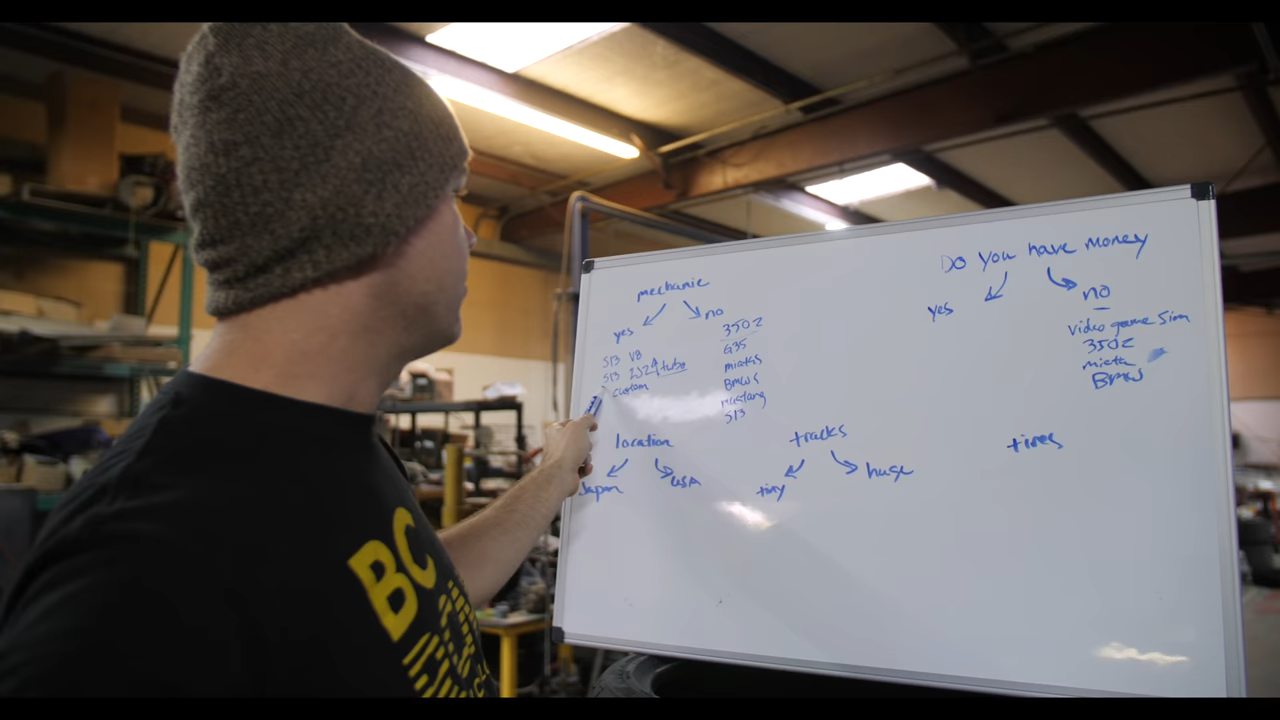 mechanic
yes
no
S13 V8
S13 2J24 turbo
custom
350Z
G35
miatas
BMWs
Mustang
S13
location
Japan
USA
tracks
tiny
huge
Do You have Money
yes
no
video game Sim
350Z
miata
BMW
tires
BC